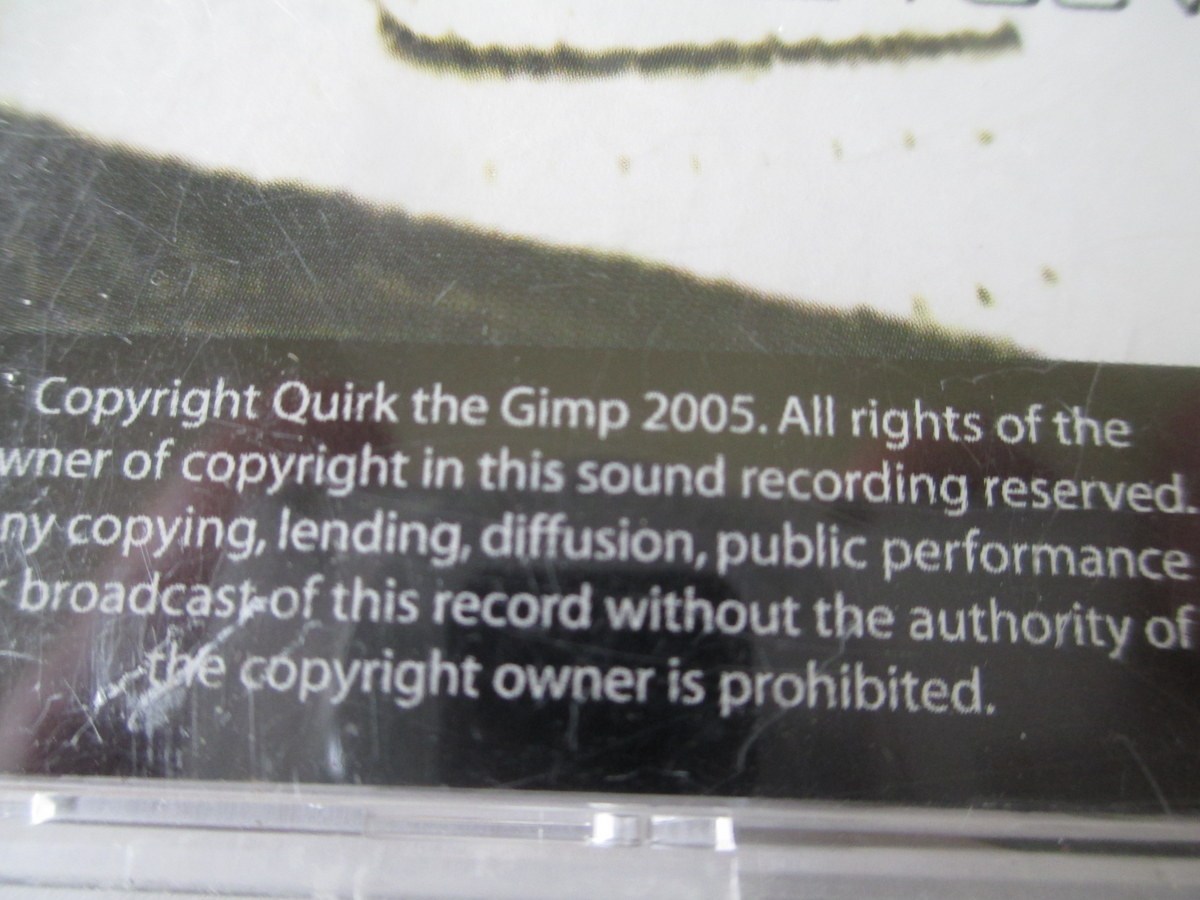 Copyright Quirk the Gimp 2005. All rights of the
wner of copyright in this sound recording reserved.
ny copying, lending, diffusion, public performance
broadcast of this record without the authority of
the copyright owner is prohibited.